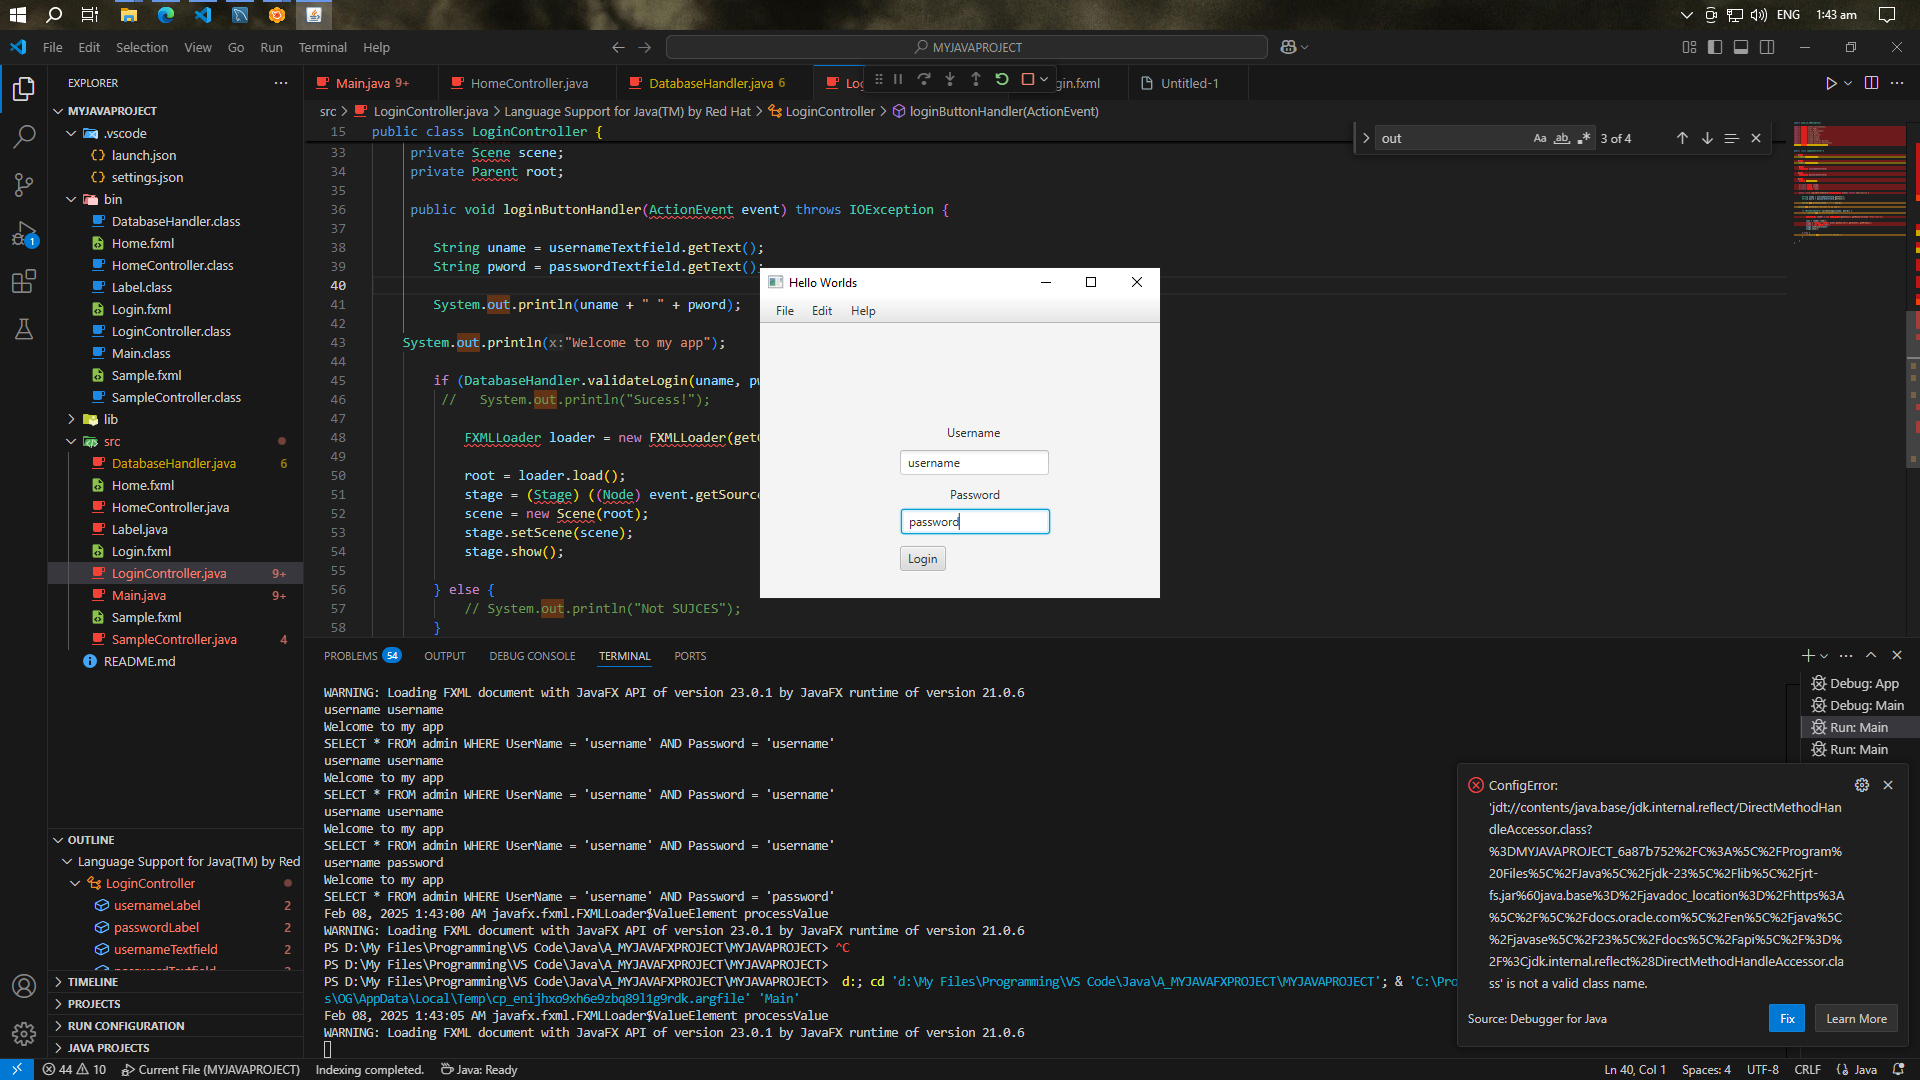 ENG
1:43 am
File Edit Selection View Go Run Terminal Help
MYJAVAPROJECT
EXPLORER
MYJAVAPROJECT
.vscode
launch.json
settings.json
bin
DatabaseHandler.class
Home.fxml
HomeController.class
Label.class
Login.fxml
LoginController.class
Main.class
Sample.fxml
SampleController.class
lib
src
DatabaseHandler.java 6
Home.fxml
HomeController.java
Label.java
Login.fxml
LoginController.java 9+
Main.java 9+
Sample.fxml
SampleController.java 4
README.md
OUTLINE
Language Support for Java(TM) by Red
LoginController
usernameLabel 2
passwordLabel 2
usernameTextfield 2
TIMELINE
PROJECTS
RUN CONFIGURATION
JAVA PROJECTS
1
Main.java 9+ HomeController.java DatabaseHandler.java 6 Untitled-1
src > LoginController.java > Language Support for Java(TM) by Red Hat > LoginController > loginButtonHandler(ActionEvent)
out
Aa ab .* 3 of 4
15 public class LoginController {
33 private Scene scene;
34 private Parent root;
35
36 public void loginButtonHandler(ActionEvent event) throws IOException {
37
38 String uname = usernameTextfield.getText();
39 String pword = passwordTextfield.getText();
40
41 System.out.println(uname + " " + pword);
42
43 System.out.println(x:"Welcome to my app");
44
45 if (DatabaseHandler.validateLogin(uname,
46 // System.out.println("Sucess!");
47
48 FXMLLoader loader = new FXMLLoader(
49
50 root = loader.load();
51 stage = (Stage) ((Node) event.getSource
52 scene = new Scene(root);
53 stage.setScene(scene);
54 stage.show();
55
56 } else {
57 // System.out.println("Not SUJCES");
58 }
Hello Worlds
File Edit Help
Username
username
Password
password
Login
PROBLEMS 54 OUTPUT DEBUG CONSOLE TERMINAL PORTS
WARNING: Loading FXML document with JavaFX API of version 23.0.1 by JavaFX runtime of version 21.0.6
username username
Welcome to my app
SELECT * FROM admin WHERE UserName = 'username' AND Password = 'username'
username username
Welcome to my app
SELECT * FROM admin WHERE UserName = 'username' AND Password = 'username'
username username
Welcome to my app
SELECT * FROM admin WHERE UserName = 'username' AND Password = 'username'
username password
Welcome to my app
SELECT * FROM admin WHERE UserName = 'username' AND Password = 'password'
Feb 08, 2025 1:43:00 AM javafx.fxml.FXMLLoader$ValueElement processValue
WARNING: Loading FXML document with JavaFX API of version 23.0.1 by JavaFX runtime of version 21.0.6
PS D:\My Files\Programming\VS Code\Java\A_MYJAVAFXPROJECT\MYJAVAPROJECT> ^C
PS D:\My Files\Programming\VS Code\Java\A_MYJAVAFXPROJECT\MYJAVAPROJECT>
PS D:\My Files\Programming\VS Code\Java\A_MYJAVAFXPROJECT\MYJAVAPROJECT> d:; cd 'd:\My Files\Programming\VS Code\Java\A_MYJAVAFXPROJECT\MYJAVAPROJECT'; & 'C:\Pro
s\OG\AppData\Local\Temp\cp_enijhxo9xh6e9zbq89l1g9rdk.argfile' 'Main'
Feb 08, 2025 1:43:05 AM javafx.fxml.FXMLLoader$ValueElement processValue
WARNING: Loading FXML document with JavaFX API of version 23.0.1 by JavaFX runtime of version 21.0.6
Debug: App
Debug: Main
Run: Main
Run: Main
ConfigError:
'jdt://contents/java.base/jdk.internal.reflect/DirectMethodHan
dleAccessor.class?
%3DMYJAVAPROJECT_6a87b752%2FC%3A%5C%2FProgram%
20Files%5C%2FJava%5C%2Fjdk-23%5C%2Flib%5C%2Fjrt-
fs.jar%60java.base%3D%2Fjavadoc_location%3D%2Fhttps%3A
%5C%2F%5C%2Fdocs.oracle.com%5C%2Fen%5C%2Fjava%5C
%2Fjavase%5C%2F23%5C%2Fdocs%5C%2Fapi%5C%2F%3D%
2F%3Cjdk.internal.reflect%28DirectMethodHandleAccessor.cla
ss' is not a valid class name.
Source: Debugger for Java
Fix
Learn More
44 10 Current File (MYJAVAPROJECT) Indexing completed. Java: Ready
Ln 40, Col 1 Spaces: 4 UTF-8 CRLF Java